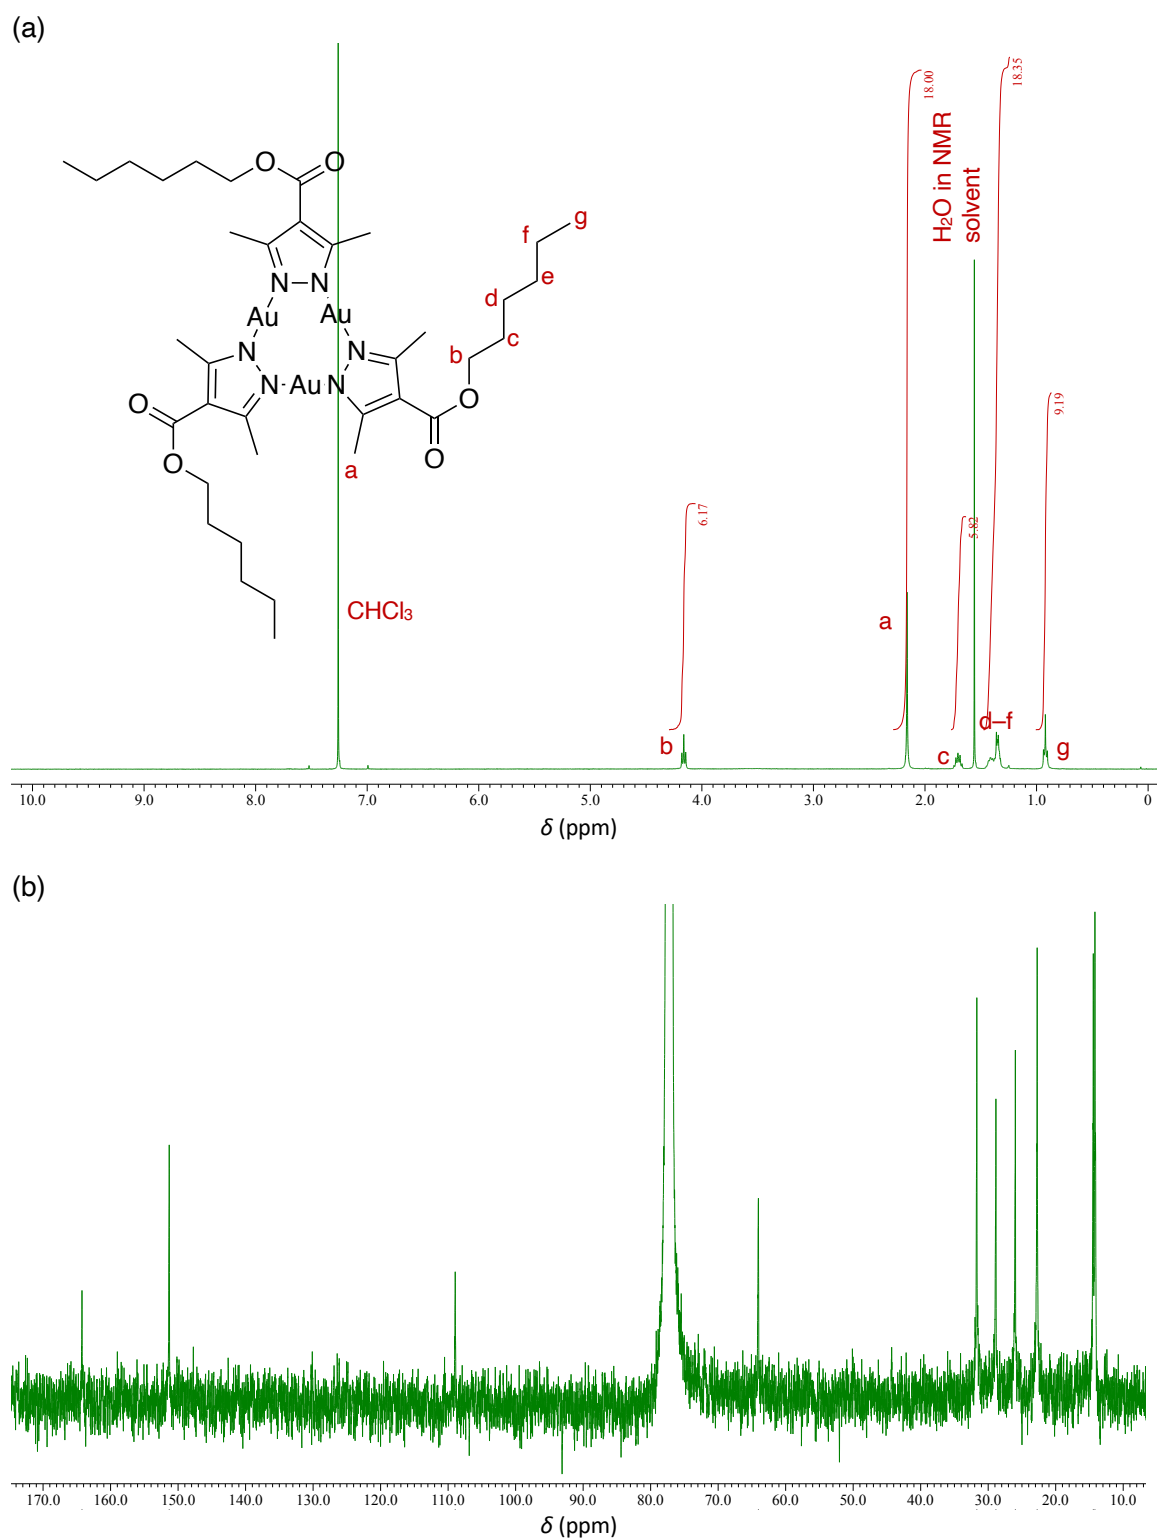 (a)
18.00
18.35
H₂O in NMR
solvent
O
O
g
f
e
d
c
b
N
N
Au
Au
N
N
N
Au
N
O
O
O
O
a
9.19
6.17
5.82
CHCl₃
a
b
c
d–f
g
10.0 9.0 8.0 7.0 6.0 5.0 4.0 3.0 2.0 1.0 0
δ (ppm)
(b)
170.0 160.0 150.0 140.0 130.0 120.0 110.0 100.0 90.0 80.0 70.0 60.0 50.0 40.0 30.0 20.0 10.0
δ (ppm)